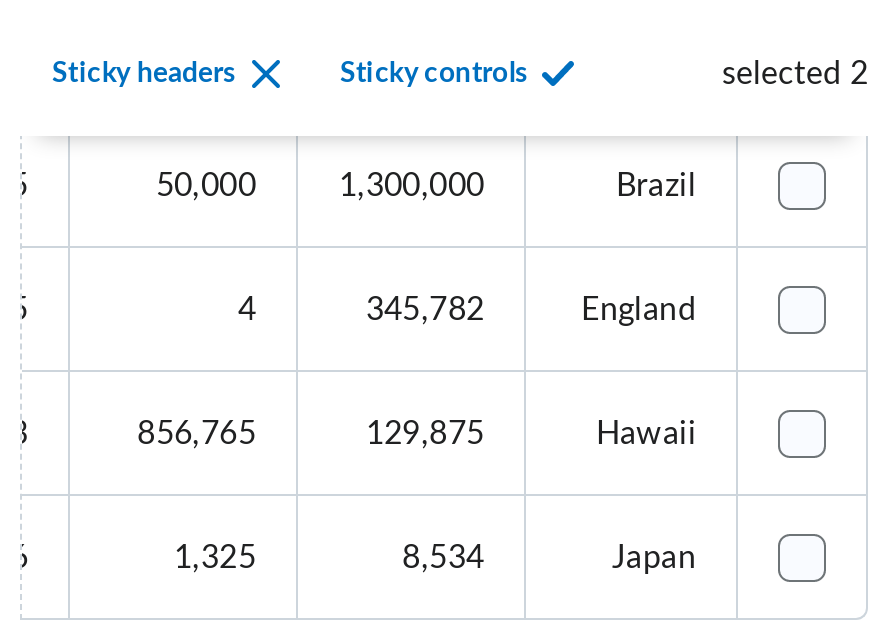 Sticky headers Sticky controls selected 2
50,000 1,300,000 Brazil
4 345,782 England
856,765 129,875 Hawaii
1,325 8,534 Japan